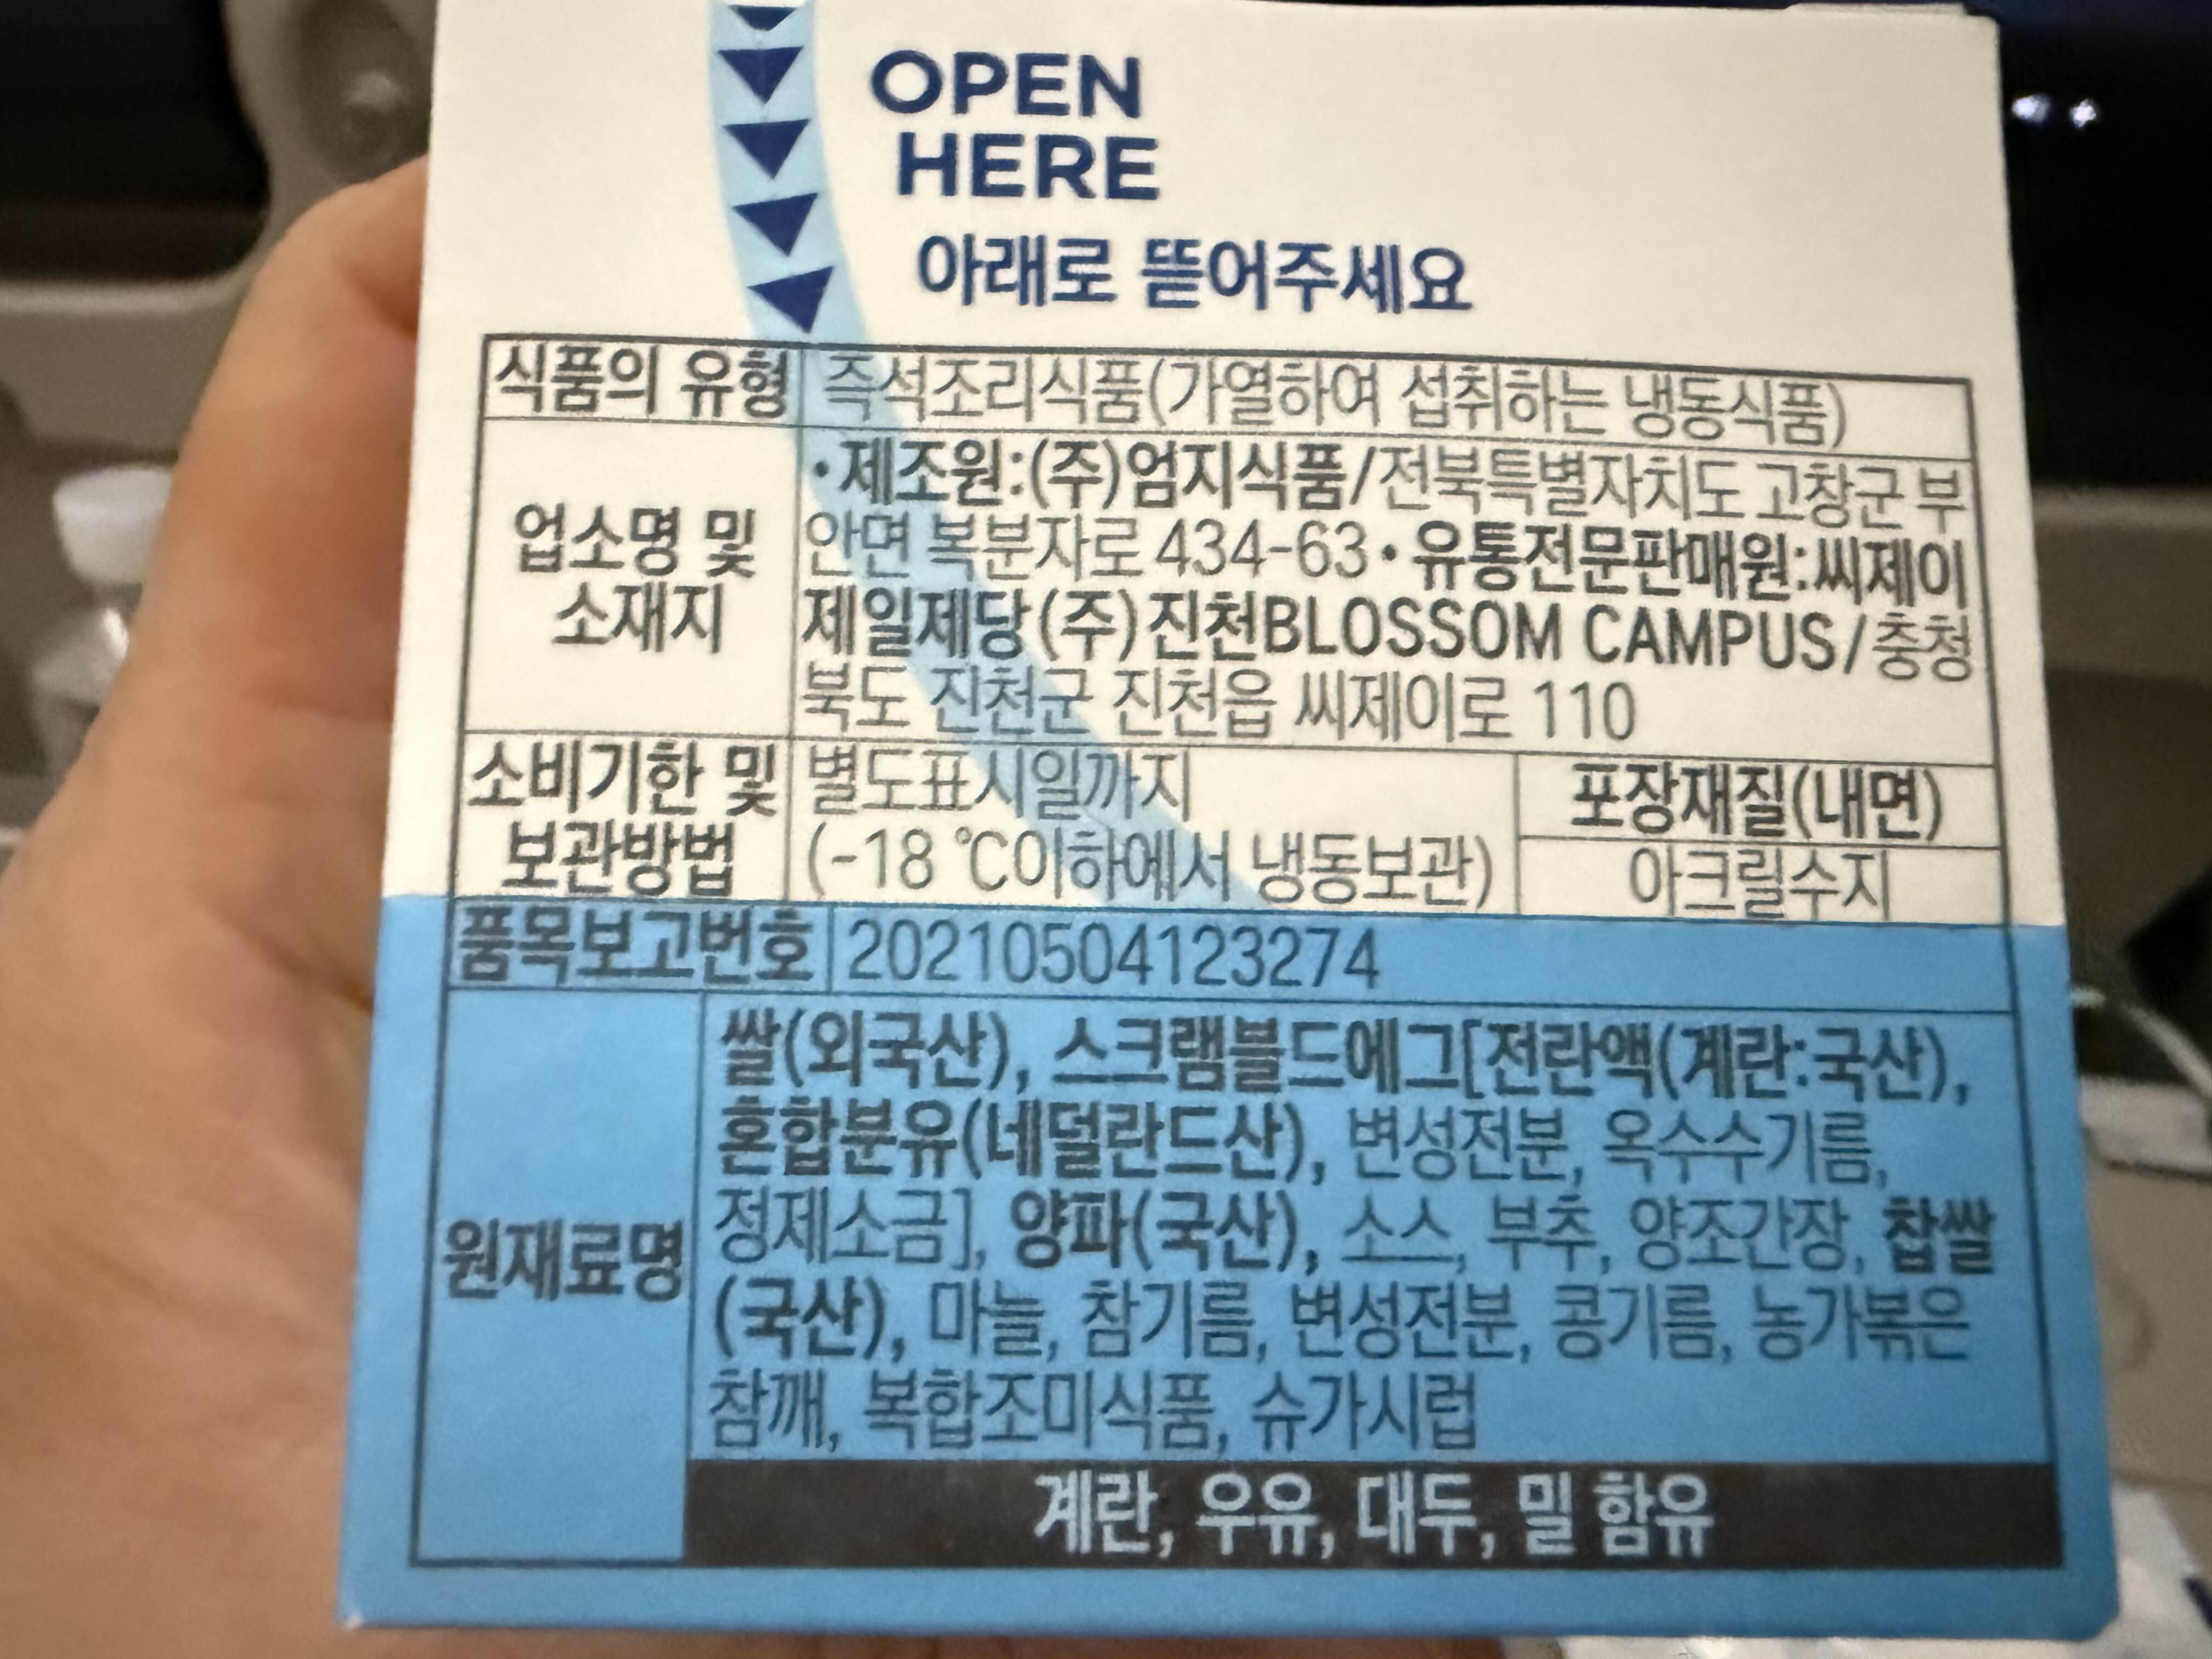 OPEN
HERE
아래로 뜯어주세요
식품의 유형 즉석조리식품(가열하여 섭취하는 냉동식품)
업소명 및
소재지
•제조원:(주)엄지식품/전북특별자치도 고창군 부
안면 복분자로 434-63•유통전문판매원:씨제이
제일제당(주)진천BLOSSOM CAMPUS/충청
북도 진천군 진천읍 씨제이로 110
소비기한 및
보관방법
별도표시일까지
(-18 ℃이하에서 냉동보관)
포장재질(내면)
아크릴수지
품목보고번호 20210504123274
원재료명
쌀(외국산), 스크램블드에그[전란액(계란:국산),
혼합분유(네덜란드산), 변성전분, 옥수수기름,
정제소금], 양파(국산), 소스, 부추, 양조간장, 찹쌀
(국산), 마늘, 참기름, 변성전분, 콩기름, 농가볶은
참깨, 복합조미식품, 슈가시럽
계란, 우유, 대두, 밀 함유